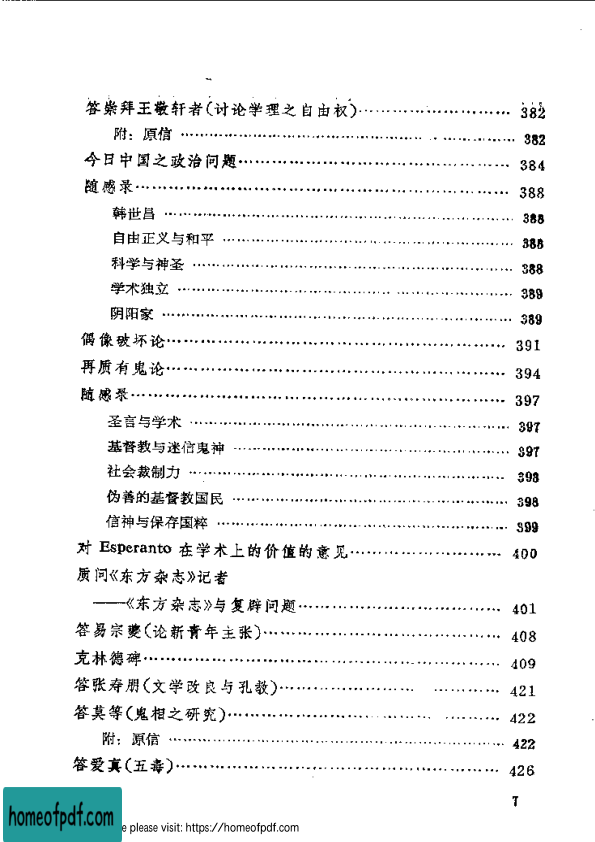 答崇拜王敬轩者(讨论学理之自由权)………………………… 382
附: 原信 ………………………………………………………… 382
今日中国之政治问题………………………………………… 384
随感录………………………………………………………… 388
韩世昌 ………………………………………………………… 388
自由正义与和平 ……………………………………………… 388
科学与神圣 …………………………………………………… 388
学术独立 ……………………………………………………… 389
阴阳家 ………………………………………………………… 389
偶像破坏论…………………………………………………… 391
再质有鬼论…………………………………………………… 394
随感录………………………………………………………… 397
圣言与学术 …………………………………………………… 397
基督教与迷信鬼神 …………………………………………… 397
社会裁制力 …………………………………………………… 398
伪善的基督教国民 …………………………………………… 398
信神与保存国粹 ……………………………………………… 399
对 Esperanto 在学术上的价值的意见……………………… 400
质问《东方杂志》记者
——《东方杂志》与复辟问题……………………………… 401
答易宗夔(论新青年主张)…………………………………… 408
克林德碑……………………………………………………… 409
答张寿朋(文学改良与孔教)………………………………… 421
答莫等(鬼相之研究)………………………………………… 422
附: 原信 ……………………………………………………… 422
答爱真(五毒)………………………………………………… 426
7
homeofpdf.com
e please visit: https://homeofpdf.com